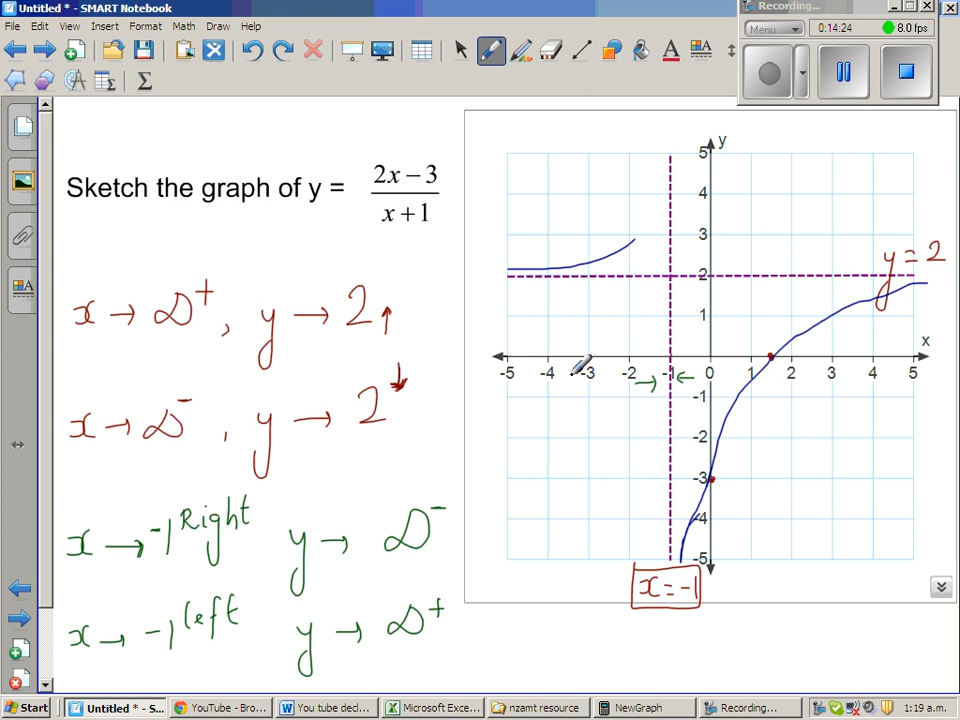 Untitled * - SMART Notebook
Recording...
File Edit View Insert Format Math Draw Help
Menu 0:14:24 8.0 fps
Sketch the graph of y = 2x − 3
x + 1
x → ∞⁺, y → 2↑
x → ∞⁻, y → 2↓
x → -1 Right y → ∞⁻
x → -1 left y → ∞⁺
y
5
4
3
2
1
y = 2
x
-5 -4 -3 -2 -1 0 1 2 3 4 5
→ ←
-1
-2
-3
-4
-5
x = -1
Start Untitled * YouTube - Bro... You tube decl... Microsoft Exce... nzamt resource NewGraph Recording... 1:19 a.m.